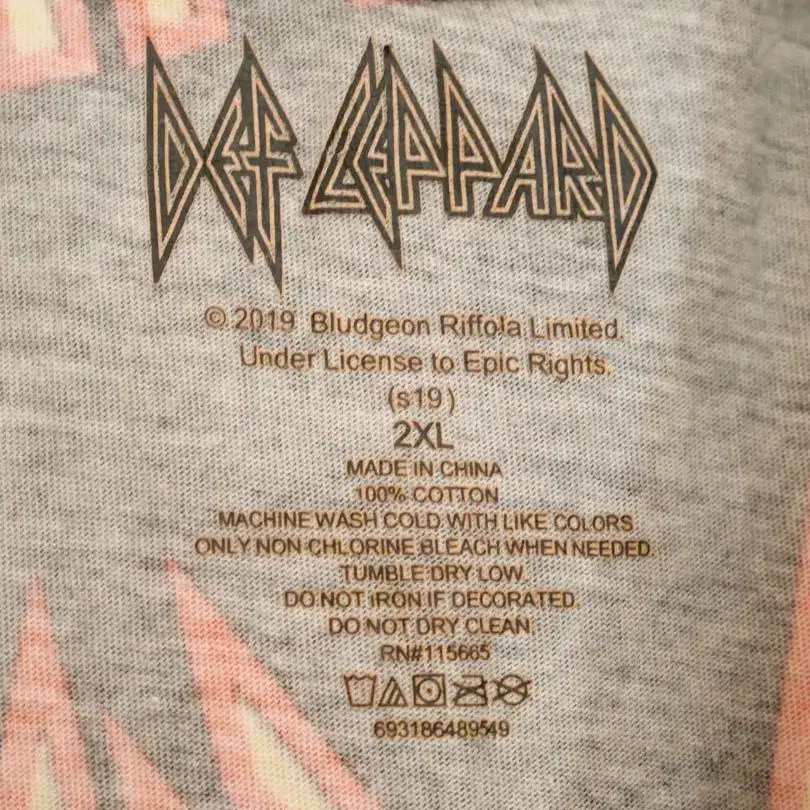 DEF LEPPARD
© 2019 Bludgeon Riffola Limited.
Under License to Epic Rights.
(s19)
2XL
MADE IN CHINA
100% COTTON
MACHINE WASH COLD WITH LIKE COLORS
ONLY NON CHLORINE BLEACH WHEN NEEDED
TUMBLE DRY LOW.
DO NOT IRON IF DECORATED.
DO NOT DRY CLEAN.
RN#115665
693186489549